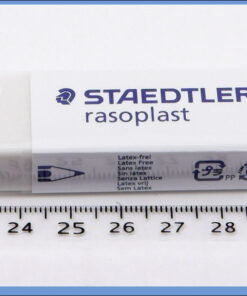 STAEDTLER
rasoplast
Latex-frei
Latex Free
Sans latex
Sin látex
Senza Lattice
Latex vrij
Sem Latex
PP
24 25 26 27 28